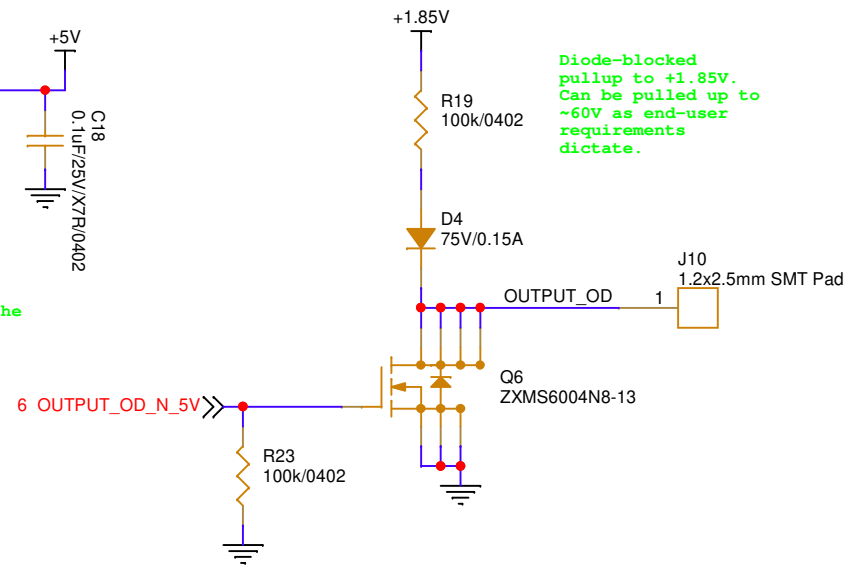 +1.85V
+5V
Diode-blocked
pullup to +1.85V.
Can be pulled up to
~60V as end-user
requirements
dictate.
R19
100k/0402
C18
0.1uF/25V/X7R/0402
D4
75V/0.15A
J10
1.2x2.5mm SMT Pad
OUTPUT_OD
1
he
Q6
ZXMS6004N8-13
6 OUTPUT_OD_N_5V
R23
100k/0402